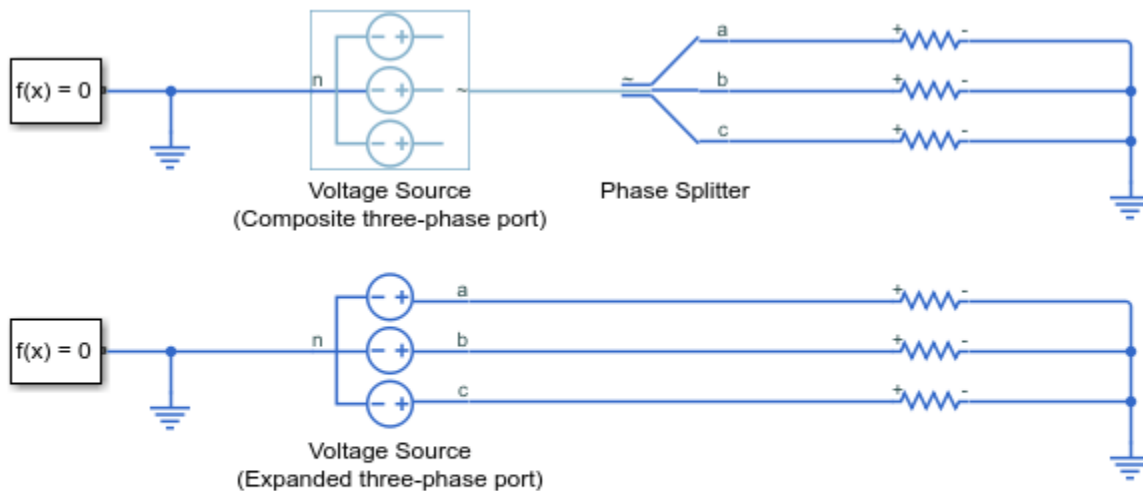 a
+ -
f(x) = 0
n
- +
- +
- +
~
~
b
+ -
c
+ -
Voltage Source
(Composite three-phase port)
Phase Splitter
a
+ -
f(x) = 0
n
- +
- +
- +
b
+ -
c
+ -
Voltage Source
(Expanded three-phase port)